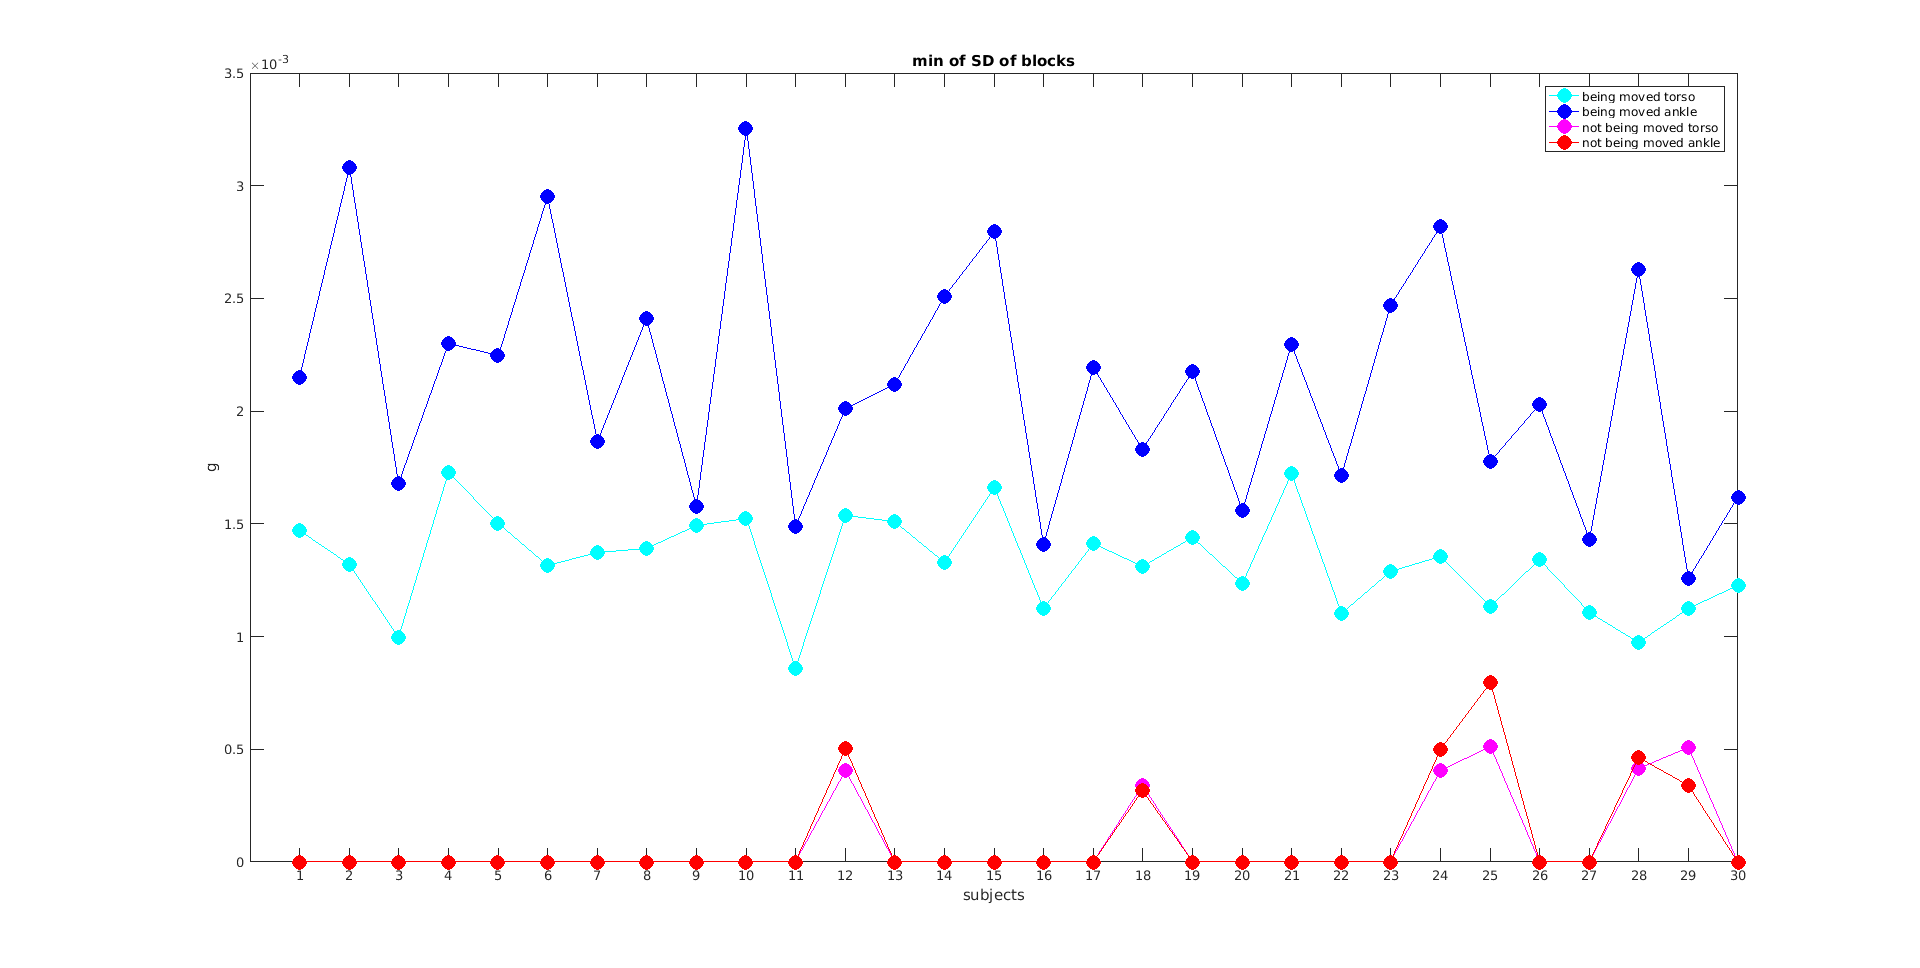 min of SD of blocks
×10-3
3.5
3
2.5
2
1.5
1
0.5
0
g
being moved torso
being moved ankle
not being moved torso
not being moved ankle
1 2 3 4 5 6 7 8 9 10 11 12 13 14 15 16 17 18 19 20 21 22 23 24 25 26 27 28 29 30
subjects